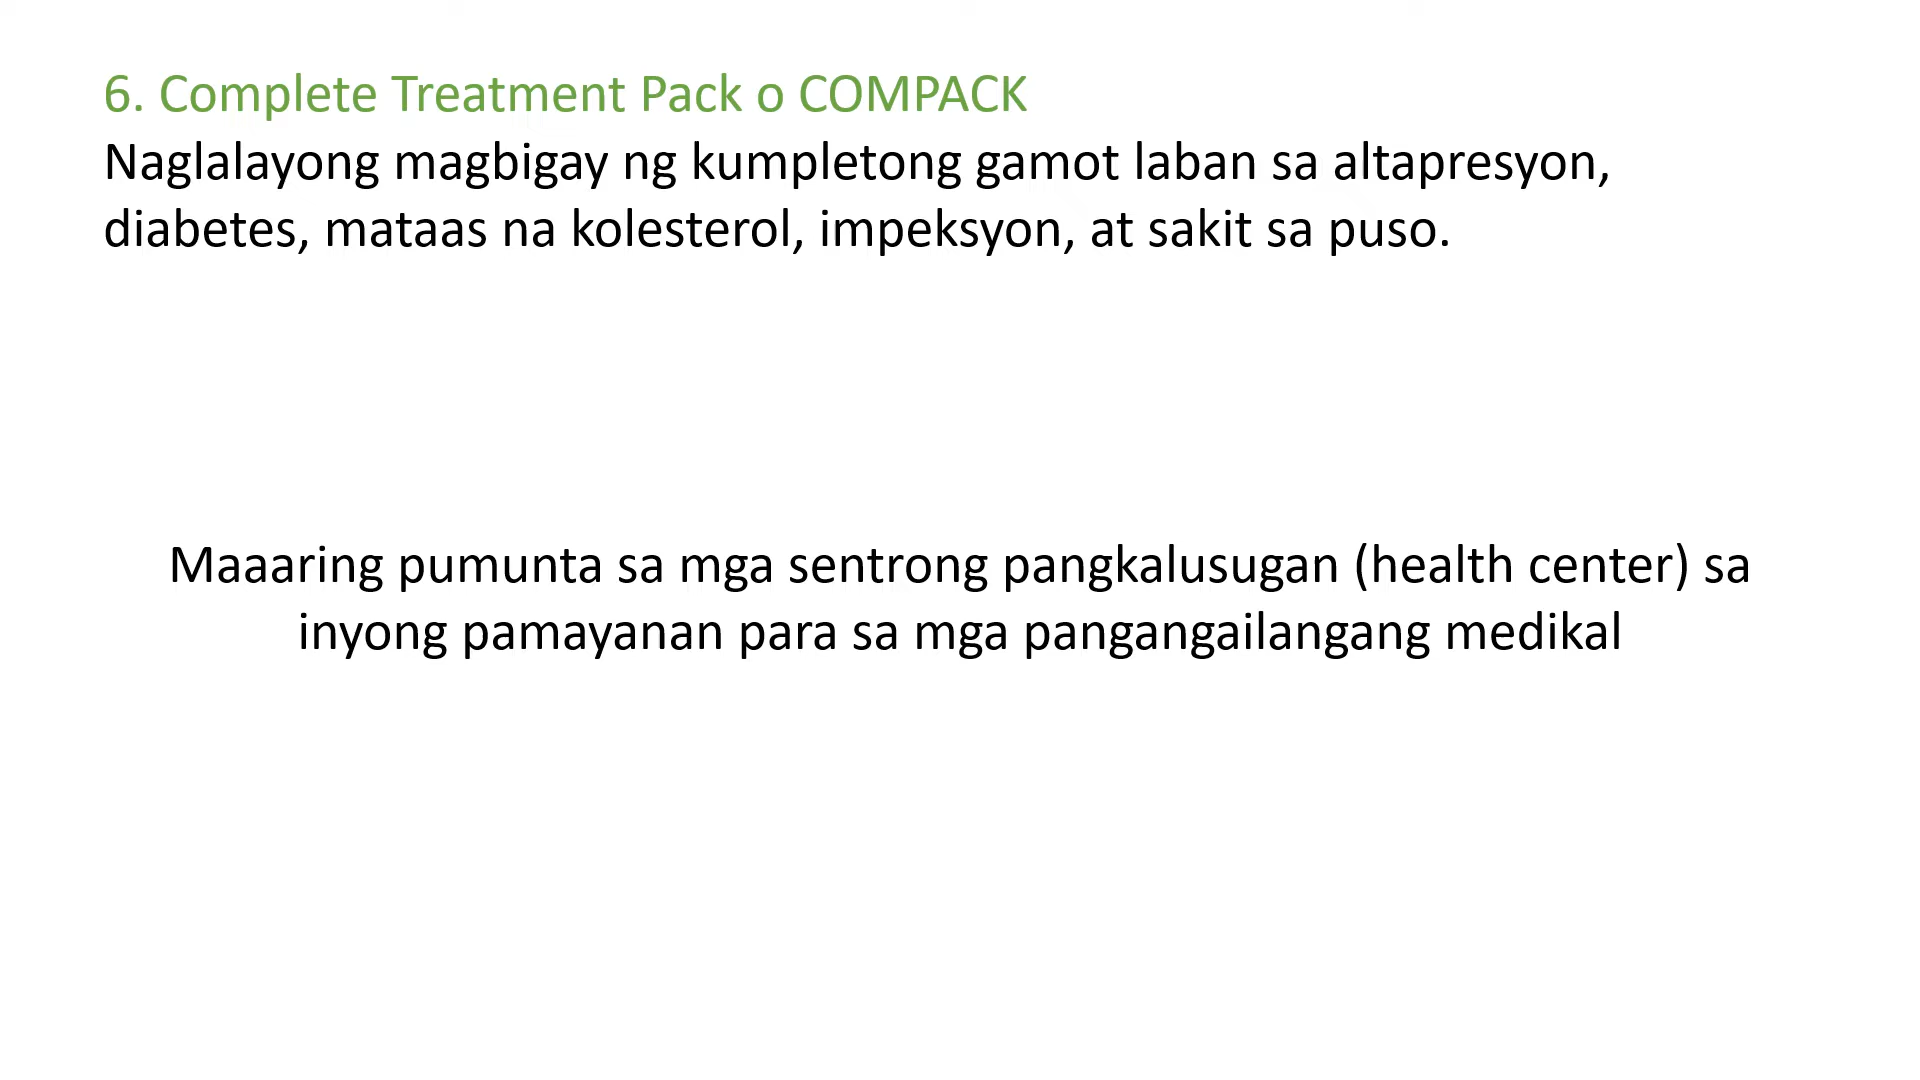 6. Complete Treatment Pack o COMPACK
Naglalayong magbigay ng kumpletong gamot laban sa altapresyon,
diabetes, mataas na kolesterol, impeksyon, at sakit sa puso.
Maaaring pumunta sa mga sentrong pangkalusugan (health center) sa
inyong pamayanan para sa mga pangangailangang medikal